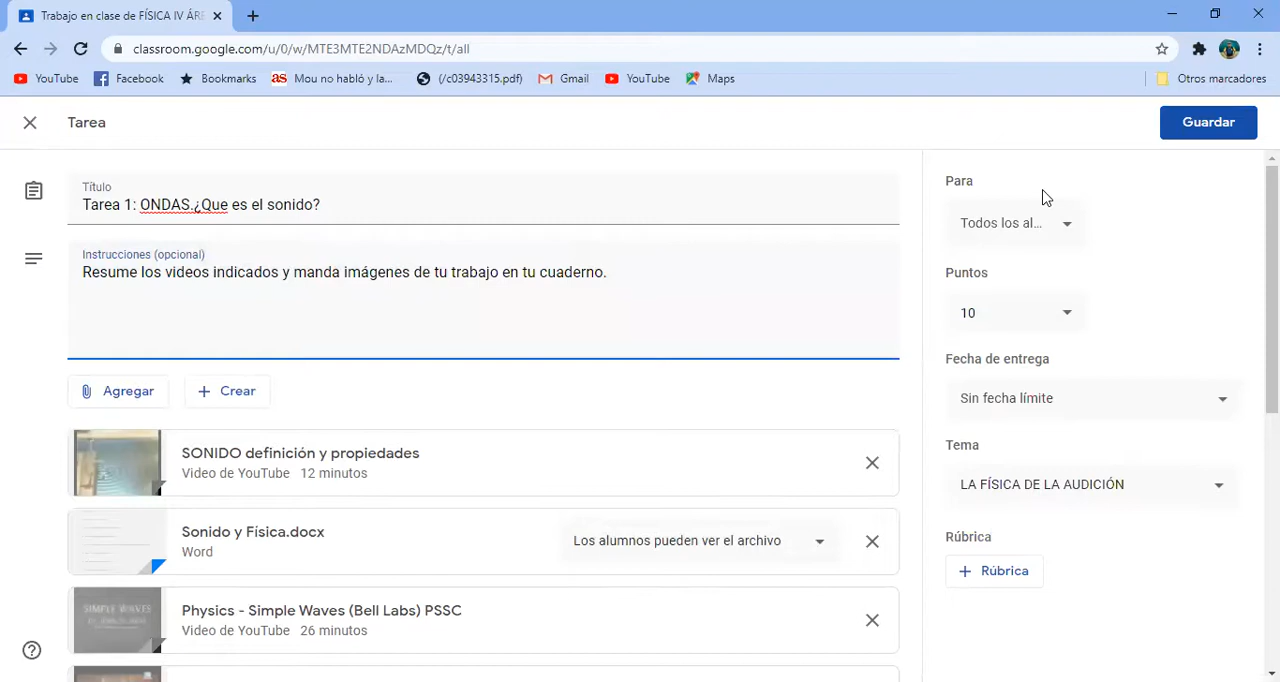 Trabajo en clase de FÍSICA IV ÁRE
classroom.google.com/u/0/w/MTE3MTE2NDAzMDQz/t/all
YouTube Facebook Bookmarks as Mou no habló y la... (/c03943315.pdf) Gmail YouTube Maps Otros marcadores
Tarea
Guardar
Título
Tarea 1: ONDAS.¿Que es el sonido?
Instrucciones (opcional)
Resume los videos indicados y manda imágenes de tu trabajo en tu cuaderno.
Agregar Crear
SONIDO definición y propiedades
Video de YouTube 12 minutos
Sonido y Física.docx
Word
Los alumnos pueden ver el archivo
Physics - Simple Waves (Bell Labs) PSSC
Video de YouTube 26 minutos
SIMPLE WAVES
Para
Todos los al...
Puntos
10
Fecha de entrega
Sin fecha límite
Tema
LA FÍSICA DE LA AUDICIÓN
Rúbrica
Rúbrica